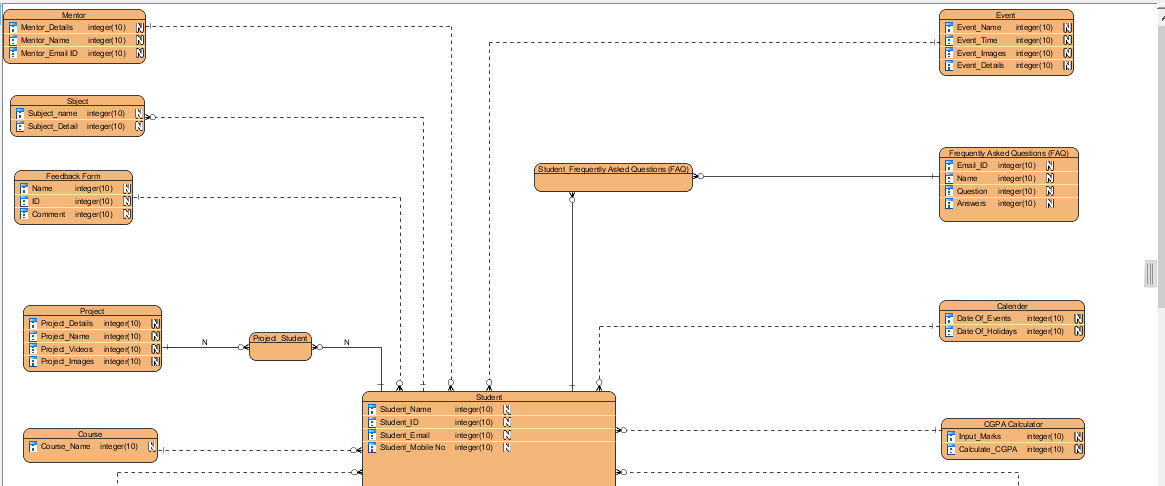 Mentor
Mentor_Details integer(10) N
Mentor_Name integer(10) N
Mentor_Email ID integer(10) N
Event
Event_Name integer(10) N
Event_Time integer(10) N
Event_Images integer(10) N
Event_Details integer(10) N
Sbject
Subject_name integer(10) N
Subject_Detail integer(10) N
Feedback Form
Name integer(10) N
ID integer(10) N
Comment integer(10) N
Student_Frequently Asked Questions (FAQ)
Frequently Asked Questions (FAQ)
Email_ID integer(10) N
Name integer(10) N
Question integer(10) N
Answers integer(10) N
Project
Project_Details integer(10) N
Project_Name integer(10) N
Project_Videos integer(10) N
Project_Images integer(10) N
N
Project_Student
N
Calender
Date Of_Events integer(10) N
Date Of_Holidays integer(10) N
Student
Student_Name integer(10) N
Student_ID integer(10) N
Student_Email integer(10) N
Student_Mobile No integer(10) N
Course
Course_Name integer(10) N
CGPA Calculator
Input_Marks integer(10) N
Calculate_CGPA integer(10) N